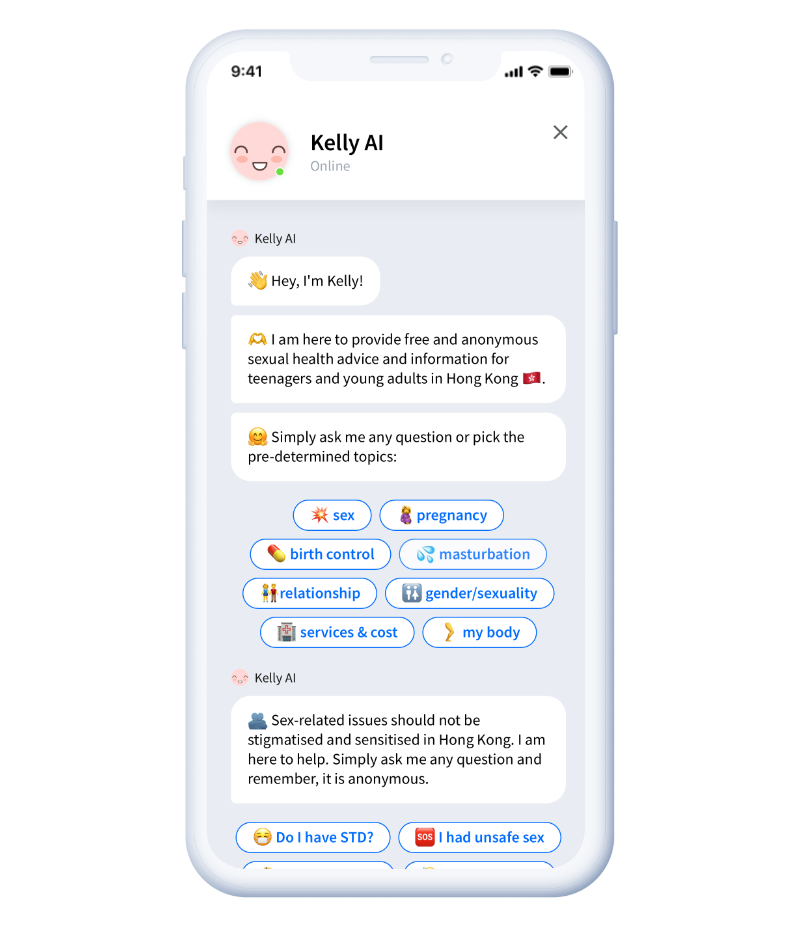 9:41
Kelly AI
Online
Kelly AI
👋 Hey, I'm Kelly!
🫶 I am here to provide free and anonymous
sexual health advice and information for
teenagers and young adults in Hong Kong 🇭🇰.
🤗 Simply ask me any question or pick the
pre-determined topics:
💥 sex
🤰 pregnancy
💊 birth control
💦 masturbation
👫 relationship
🚻 gender/sexuality
🏥 services & cost
🦵 my body
Kelly AI
🫂 Sex-related issues should not be
stigmatised and sensitised in Hong Kong. I am
here to help. Simply ask me any question and
remember, it is anonymous.
😷 Do I have STD?
🆘 I had unsafe sex